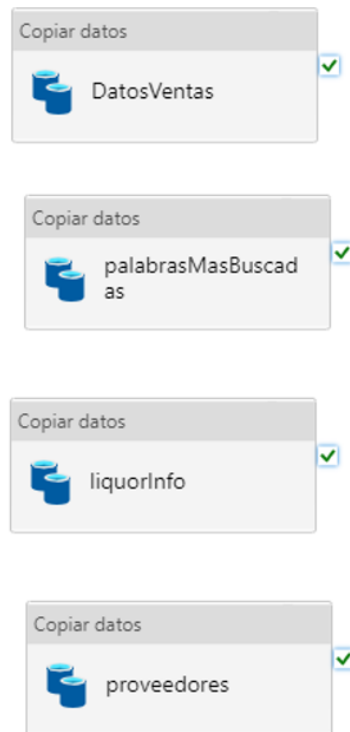 Copiar datos
DatosVentas
Copiar datos
palabrasMasBuscad
as
Copiar datos
liquorInfo
Copiar datos
proveedores